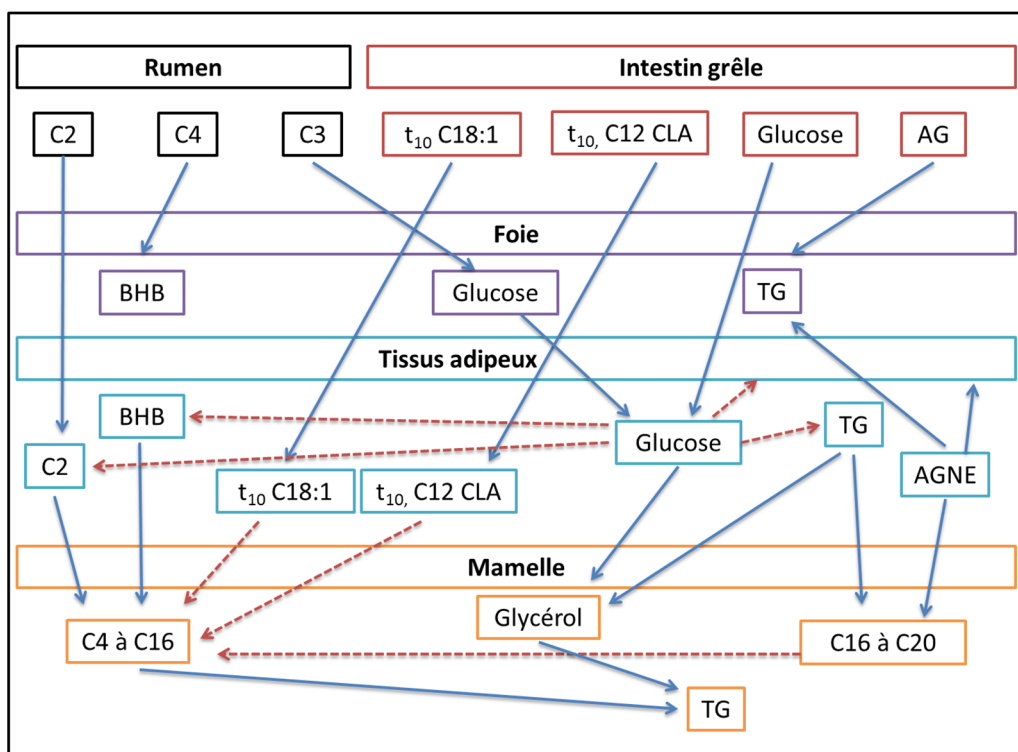 Rumen
Intestin grêle
C2
C4
C3
t₁₀ C18:1
t₁₀, C12 CLA
Glucose
AG
Foie
BHB
Glucose
TG
Tissus adipeux
BHB
TG
Glucose
C2
AGNE
t₁₀ C18:1
t₁₀, C12 CLA
Mamelle
Glycérol
C4 à C16
C16 à C20
TG